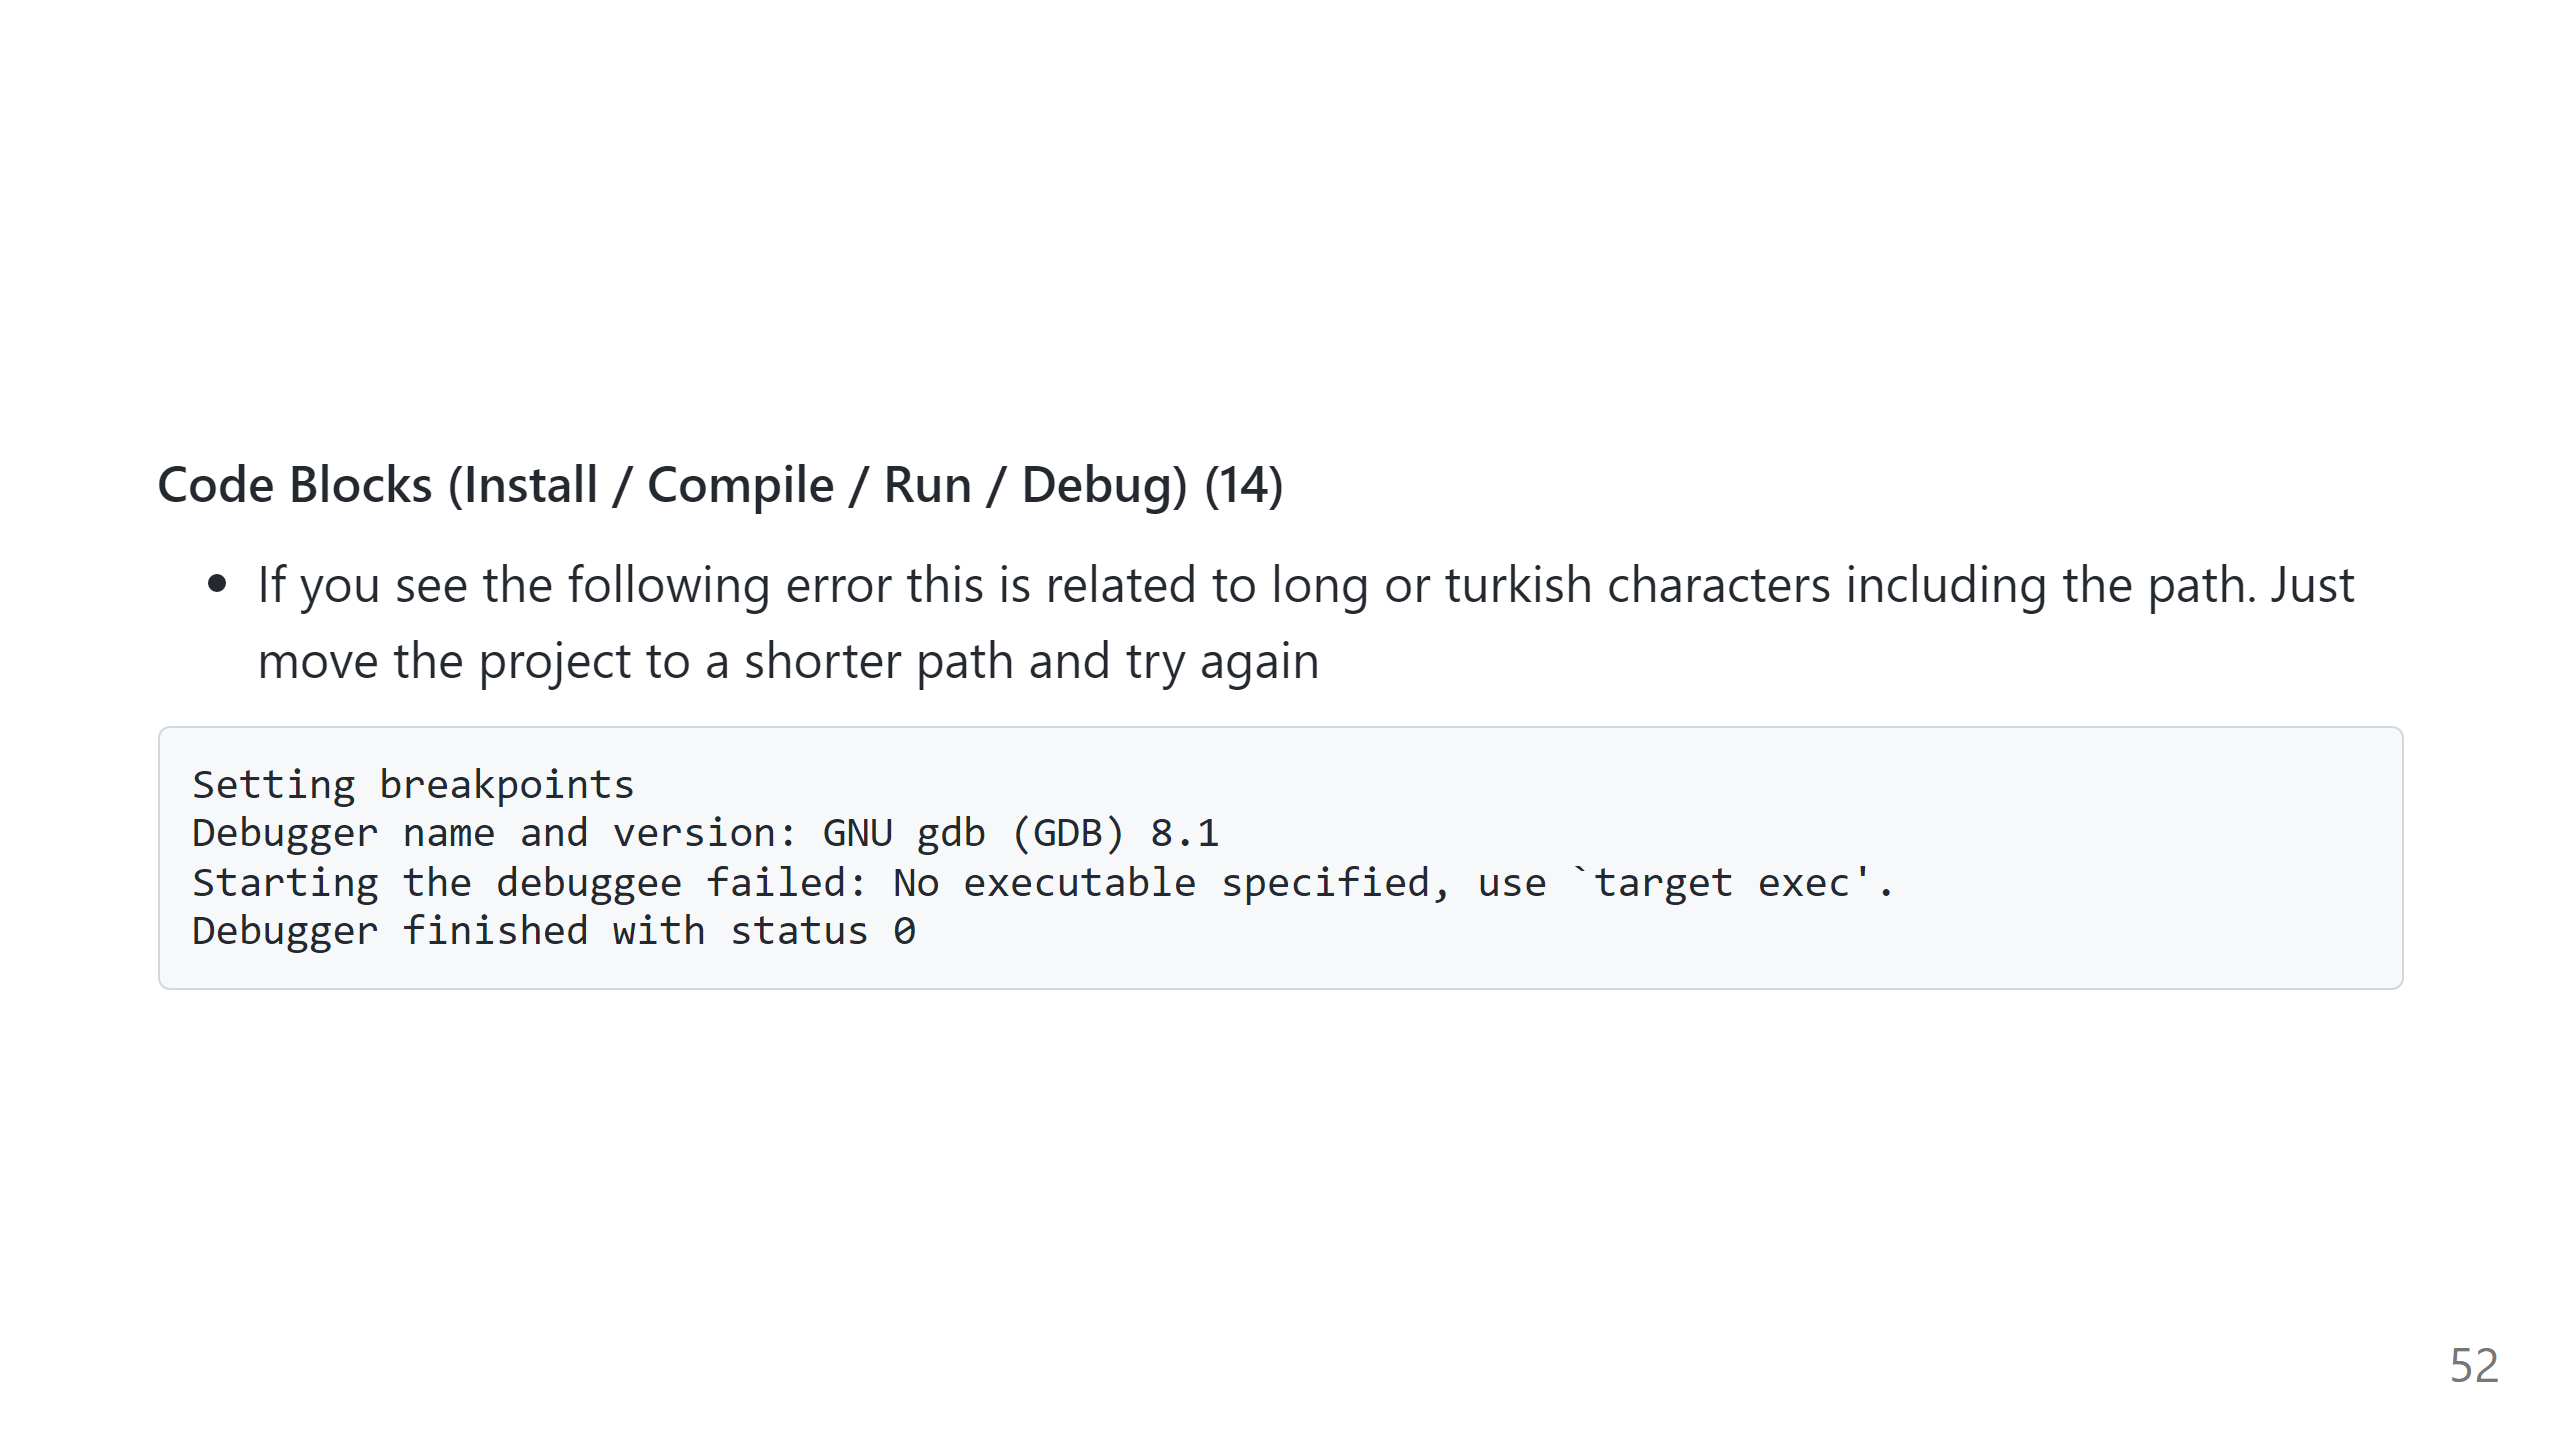 Code Blocks (Install / Compile / Run / Debug) (14)
• If you see the following error this is related to long or turkish characters including the path. Just
move the project to a shorter path and try again
Setting breakpoints
Debugger name and version: GNU gdb (GDB) 8.1
Starting the debuggee failed: No executable specified, use `target exec'.
Debugger finished with status 0
52